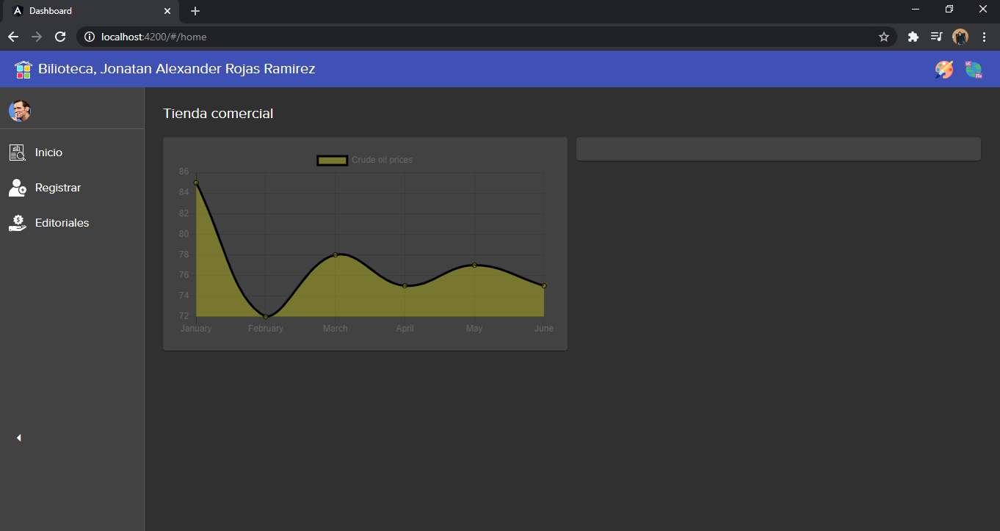 Dashboard
localhost:4200/#/home
Bilioteca, Jonatan Alexander Rojas Ramirez
Inicio
Registrar
Editoriales
Tienda comercial
Crude oil prices
86
84
82
80
78
76
74
72
January February March April May June